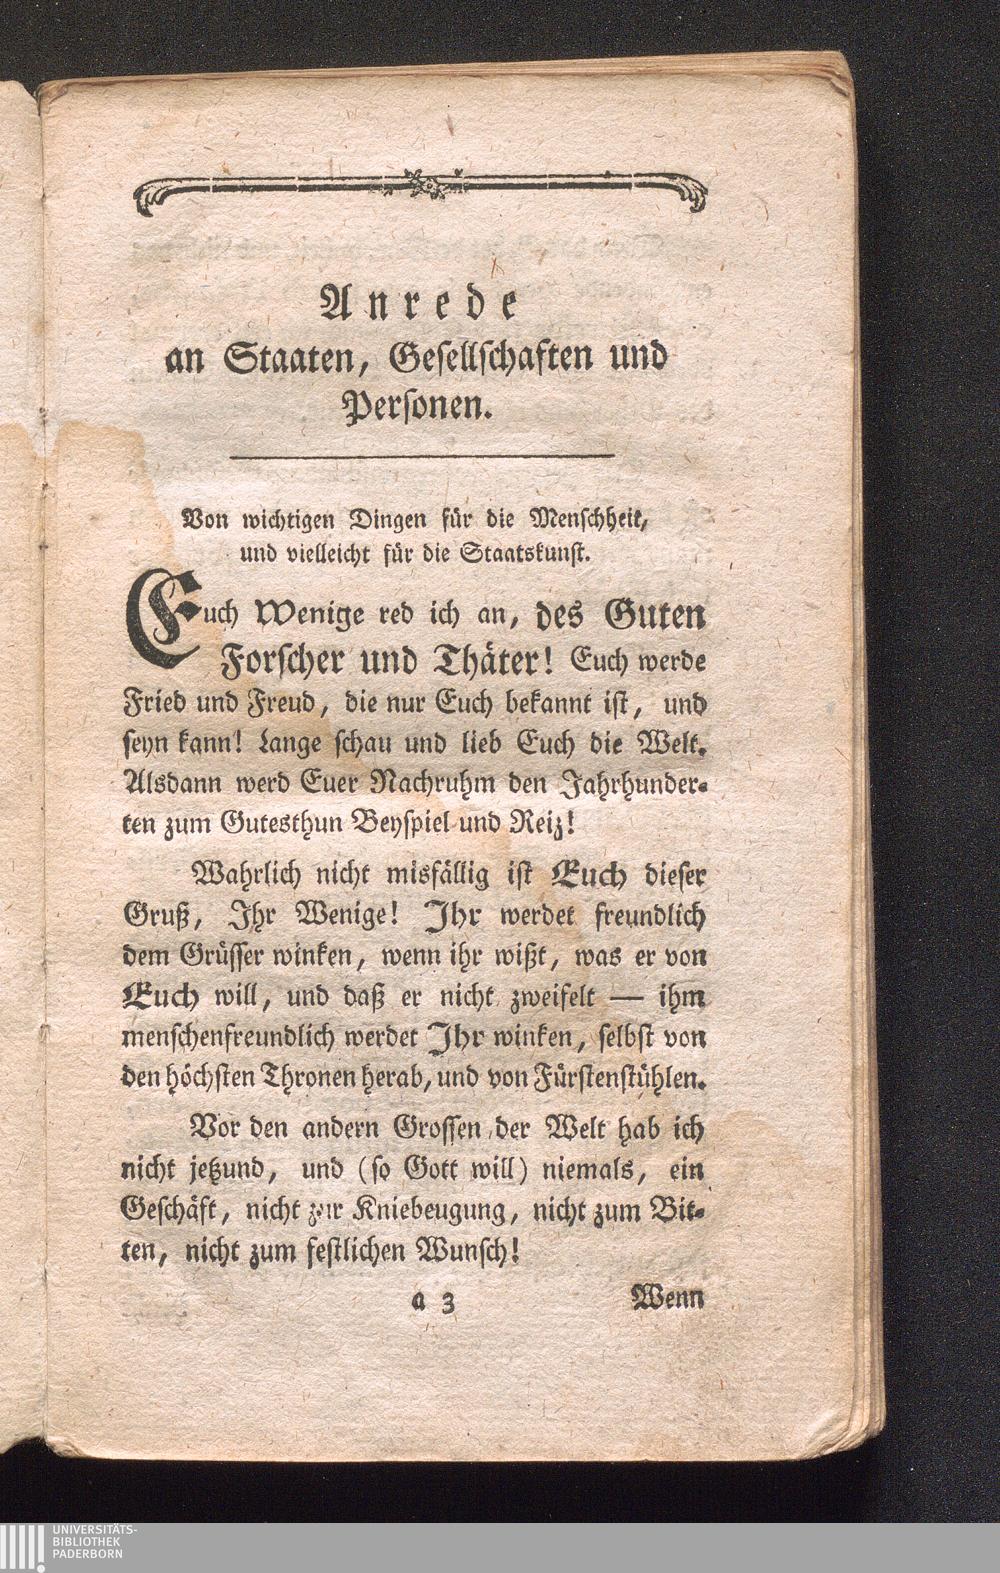 Anrede
an Staaten, Gesellschaften und
Personen.
Von wichtigen Dingen für die Menschheit,
und vielleicht für die Staatskunst.
Euch Wenige red ich an, des Guten
Forscher und Thäter! Euch werde
Fried und Freud, die nur Euch bekannt ist, und
seyn kann! Lange schau und lieb Euch die Welt.
Alsdann werd Euer Nachruhm den Jahrhunder-
ten zum Gutesthun Beyspiel und Reiz!
Wahrlich nicht misfällig ist Euch dieser
Gruß, Ihr Wenige! Ihr werdet freundlich
dem Grüsser winken, wenn ihr wißt, was er von
Euch will, und daß er nicht zweifelt — ihm
menschenfreundlich werdet Ihr winken, selbst von
den höchsten Thronen herab, und von Fürstenstühlen.
Vor den andern Grossen der Welt hab ich
nicht jetzund, und (so Gott will) niemals, ein
Geschäft, nicht zur Kniebeugung, nicht zum Bit-
ten, nicht zum festlichen Wunsch!
a 3 Wenn
UNIVERSITÄTS-
BIBLIOTHEK
PADERBORN